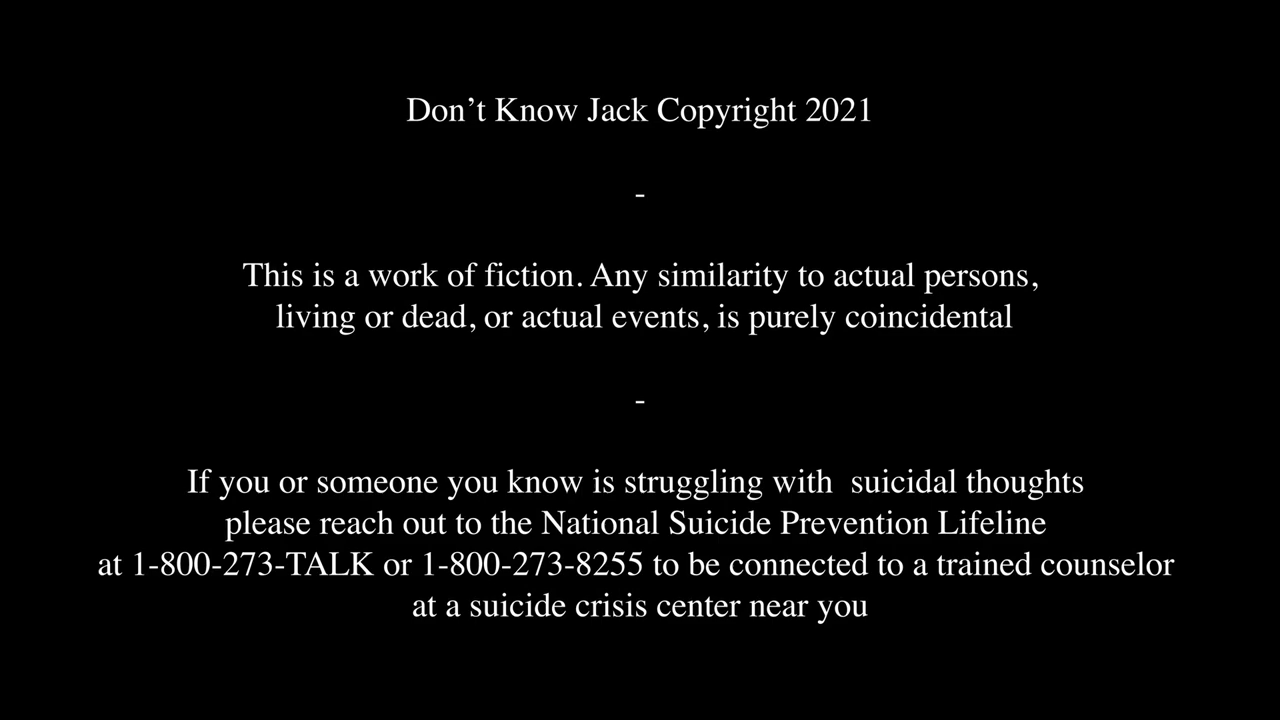 Don’t Know Jack Copyright 2021
-
This is a work of fiction. Any similarity to actual persons,
living or dead, or actual events, is purely coincidental
-
If you or someone you know is struggling with  suicidal thoughts
please reach out to the National Suicide Prevention Lifeline
at 1-800-273-TALK or 1-800-273-8255 to be connected to a trained counselor
at a suicide crisis center near you